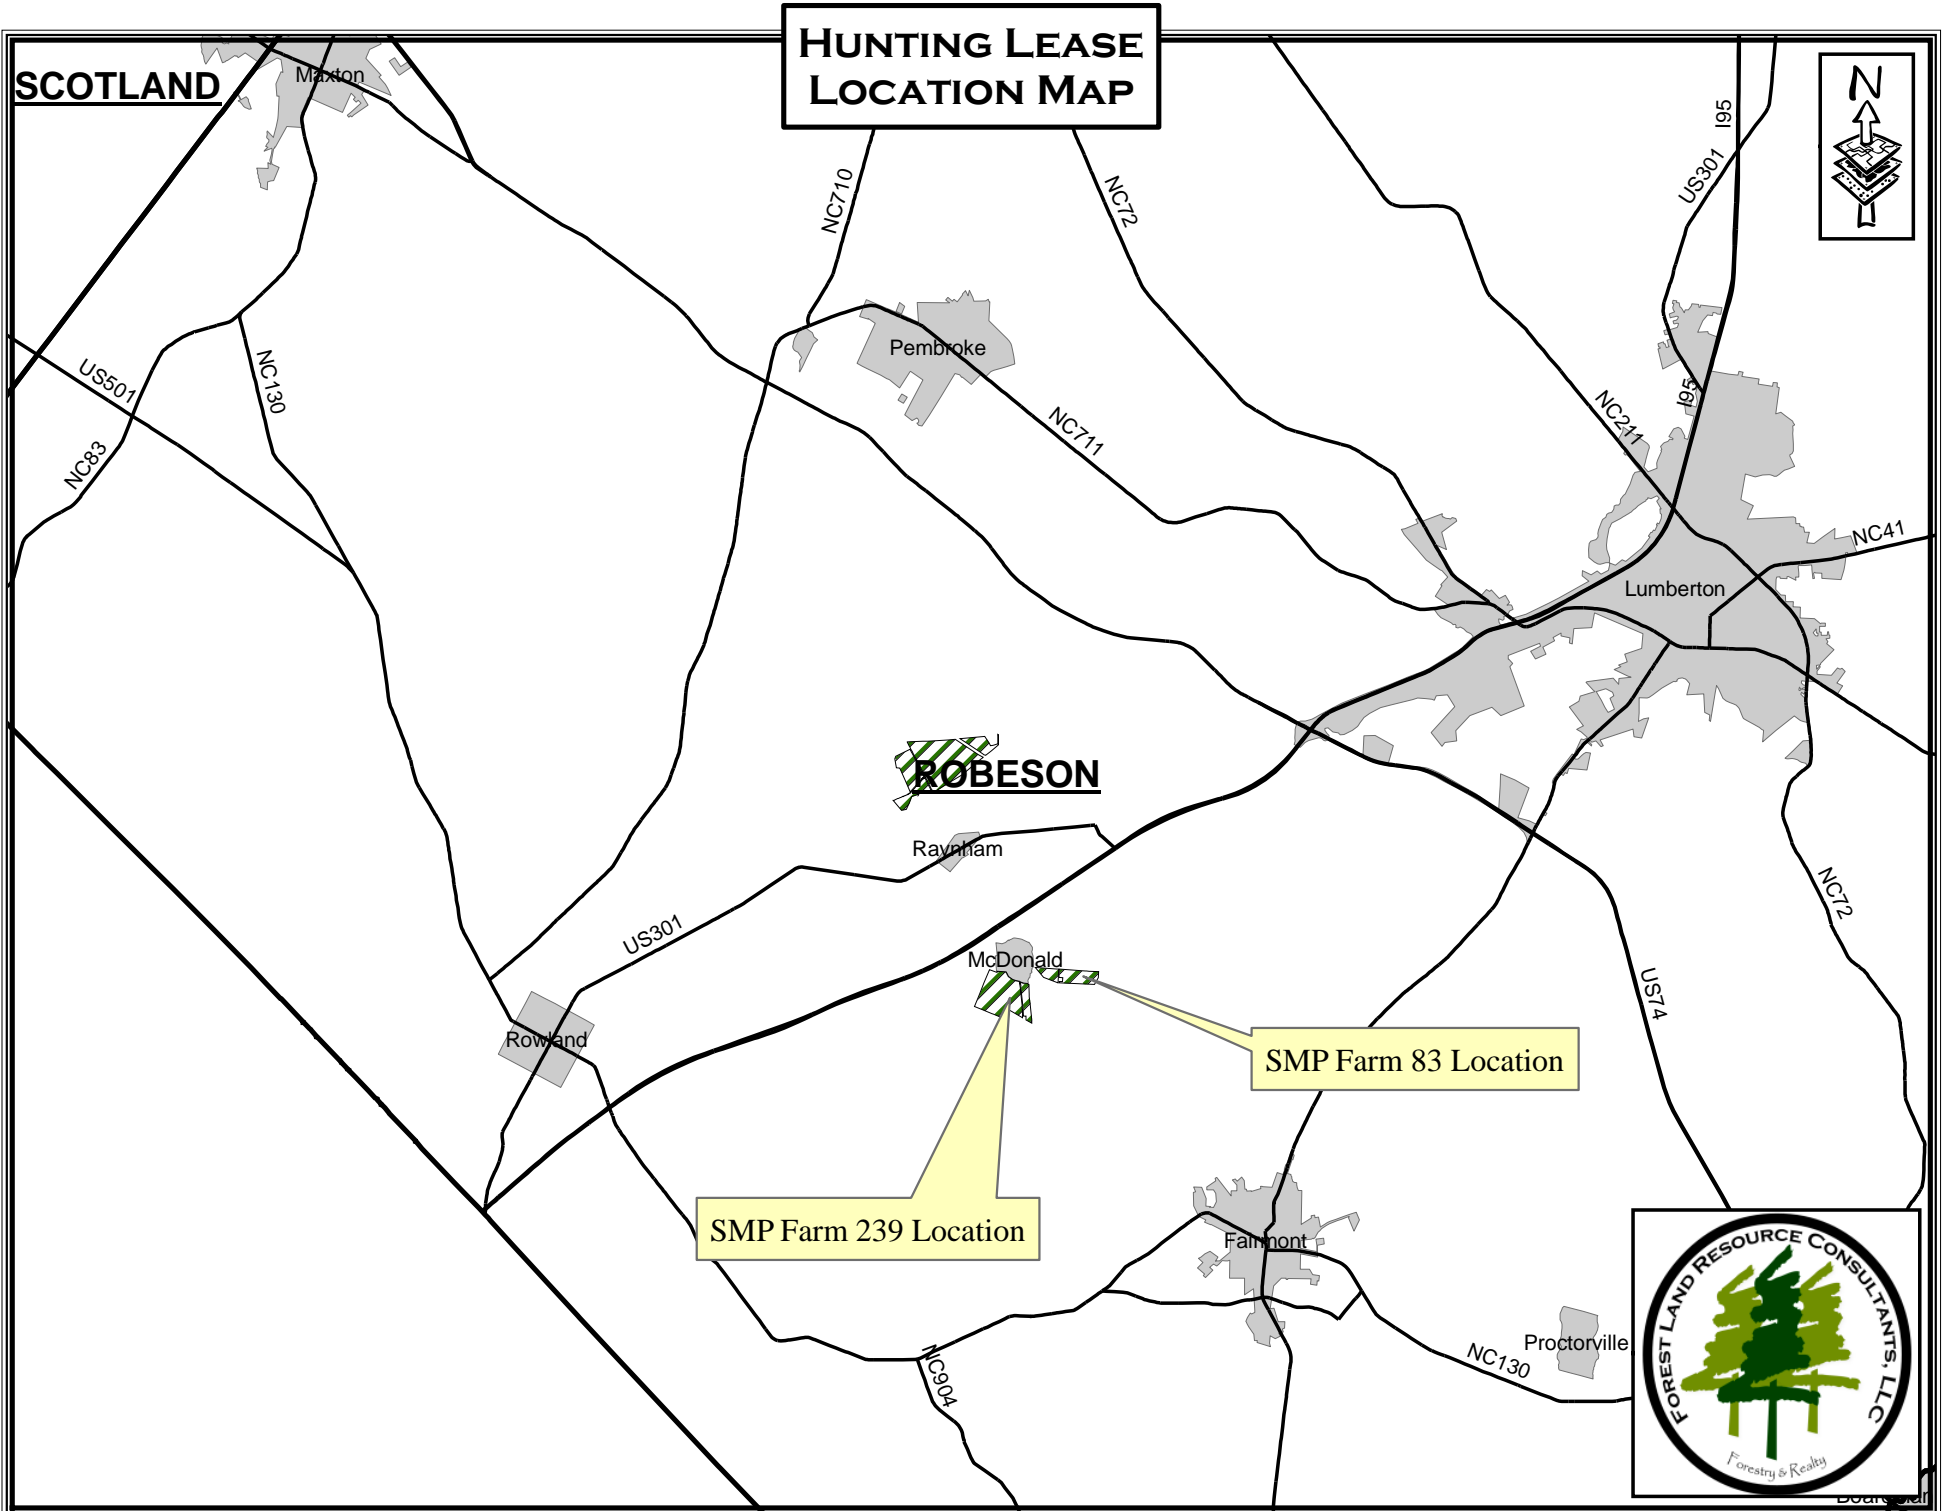 HUNTING LEASE
LOCATION MAP
SCOTLAND
Maxton
N
I95
US301
NC710
NC72
Pembroke
US501
NC130
I95
NC211
NC711
NC83
NC41
Lumberton
ROBESON
Raynham
NC72
US301
McDonald
US74
Rowland
SMP Farm 83 Location
SMP Farm 239 Location
Fairmont
Proctorville
NC130
NC904
FOREST LAND RESOURCE CONSULTANTS, LLC
Forestry & Realty